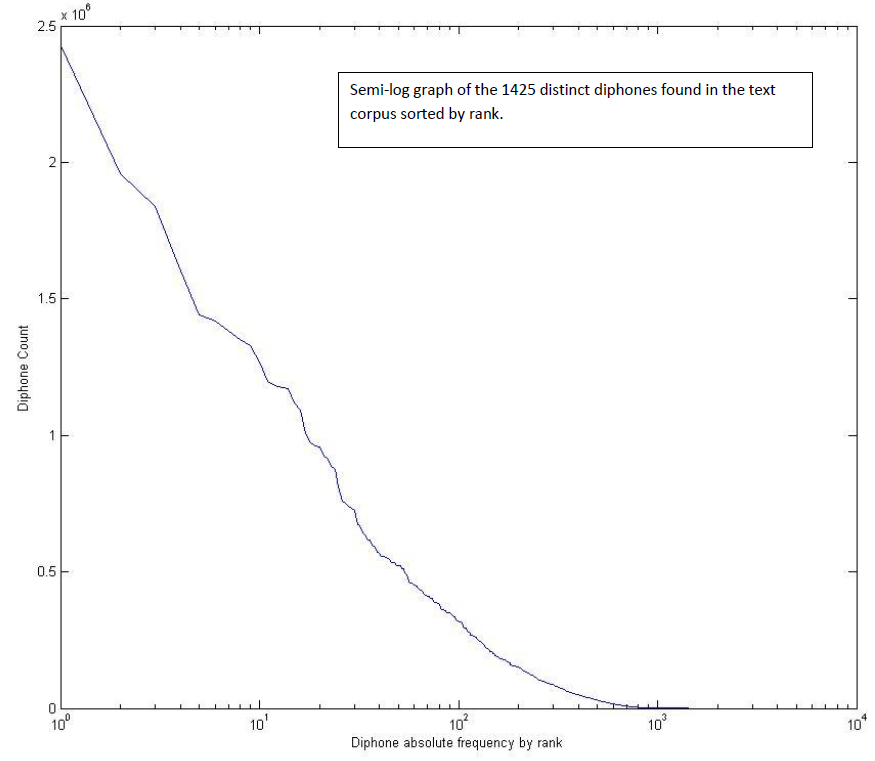 x 10^6
2.5
Semi-log graph of the 1425 distinct diphones found in the text
corpus sorted by rank.
2
1.5
Diphone Count
1
0.5
0
10^0 10^1 10^2 10^3 10^4
Diphone absolute frequency by rank